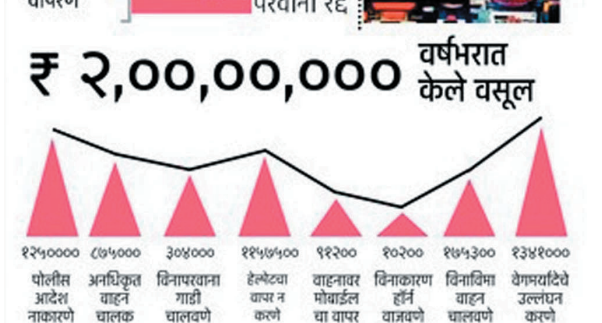 वापरणे
परवाना रद्द
₹ २,००,००,०००
वर्षभरात
केले वसूल
१२५०००० ८७५००० ३०४००० ११५७५०० ९१२०० १०२०० १७५३०० १३४१०००
पोलीस अनधिकृत विनापरवाना हेल्मेटचा वाहनावर विनाकारण विनाविमा वेगमर्यादेचे
आदेश वाहन गाडी वापर न मोबाईल हॉर्न वाहन उल्लंघन
नाकारणे चालक चालवणे करणे चा वापर वाजवणे चालवणे करणे